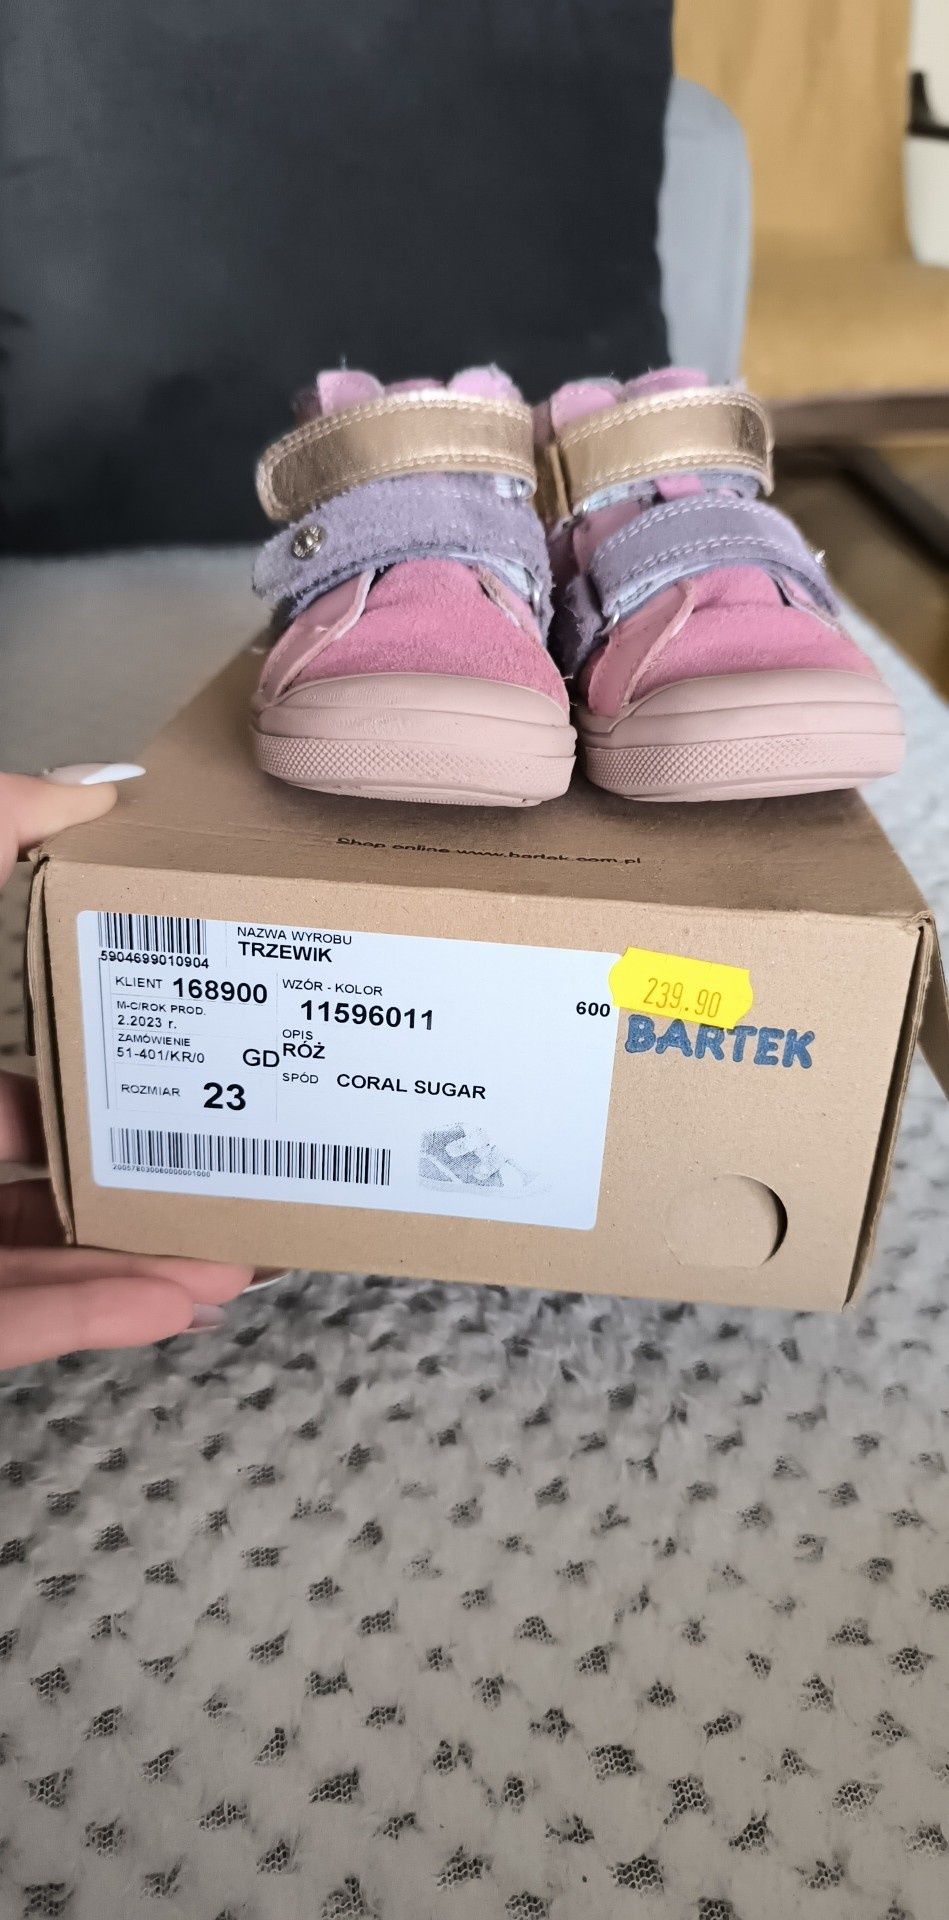 Shop online www.bartek.com.pl
5904699010904
NAZWA WYROBU
TRZEWIK
KLIENT 168900
WZÓR - KOLOR
11596011
600
M-C/ROK PROD.
2.2023 r.
ZAMÓWIENIE
51-401/KR/0
GD
OPIS
RÓŻ
SPÓD CORAL SUGAR
ROZMIAR 23
239.90
BARTEK